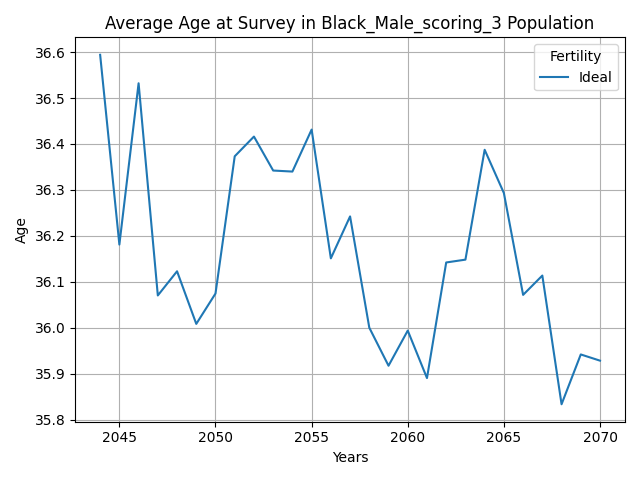 Average Age at Survey in Black_Male_scoring_3 Population
Fertility
Ideal
36.6
36.5
36.4
36.3
36.2
36.1
36.0
35.9
35.8
Age
2045 2050 2055 2060 2065 2070
Years